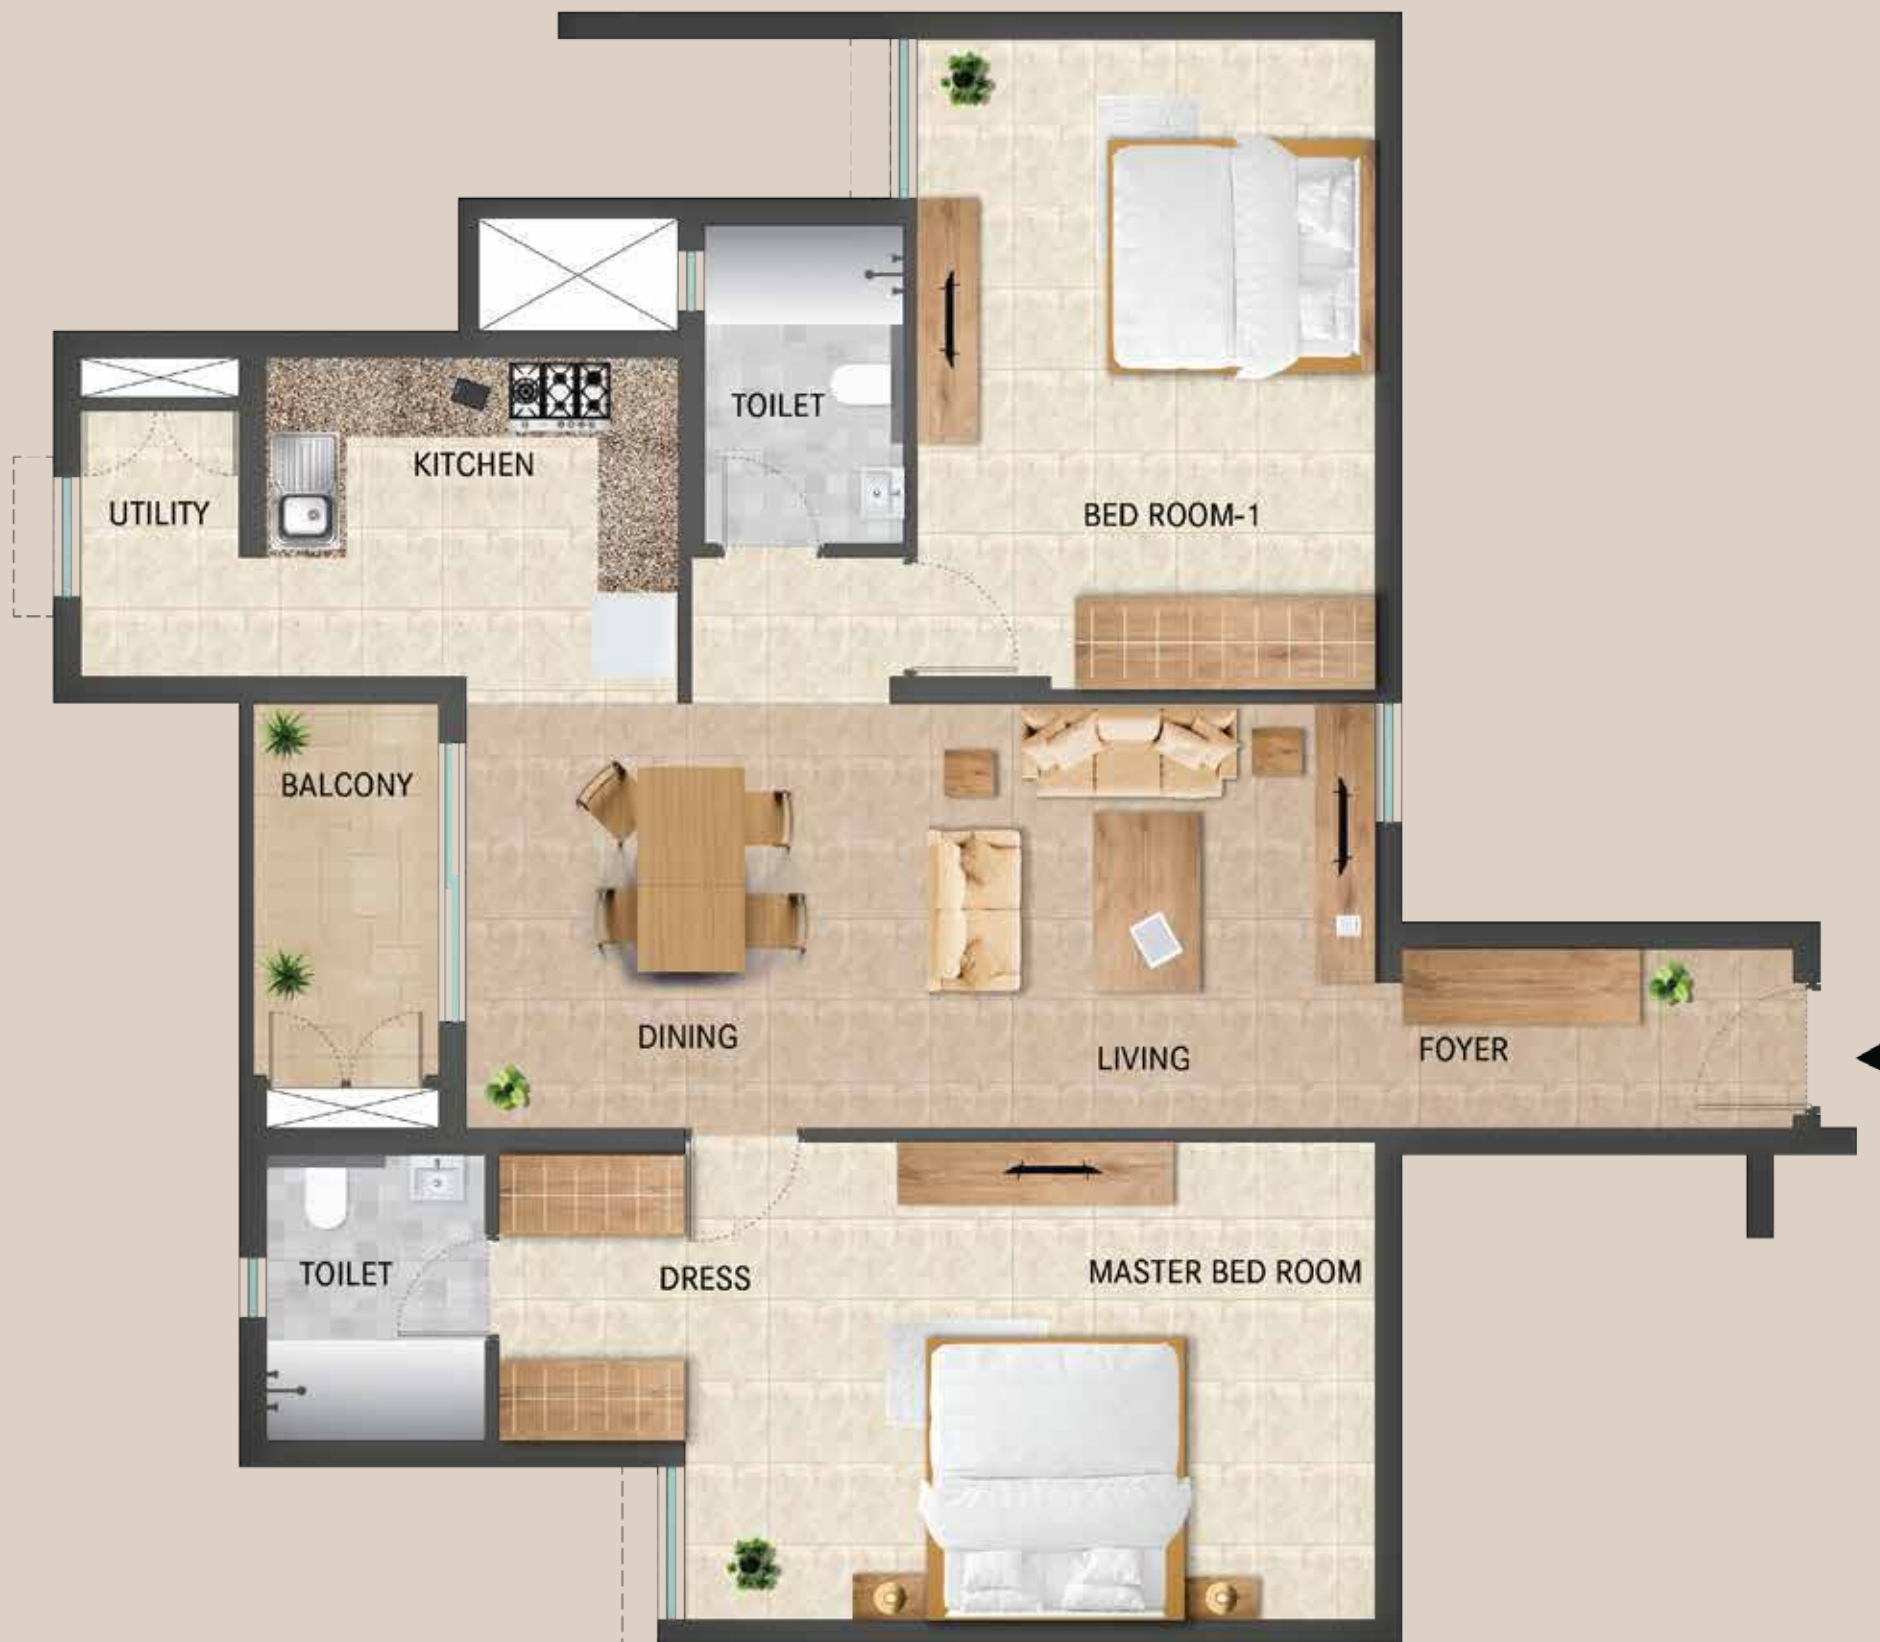 TOILET
KITCHEN
UTILITY
BED ROOM-1
BALCONY
DINING
LIVING
FOYER
TOILET
DRESS
MASTER BED ROOM